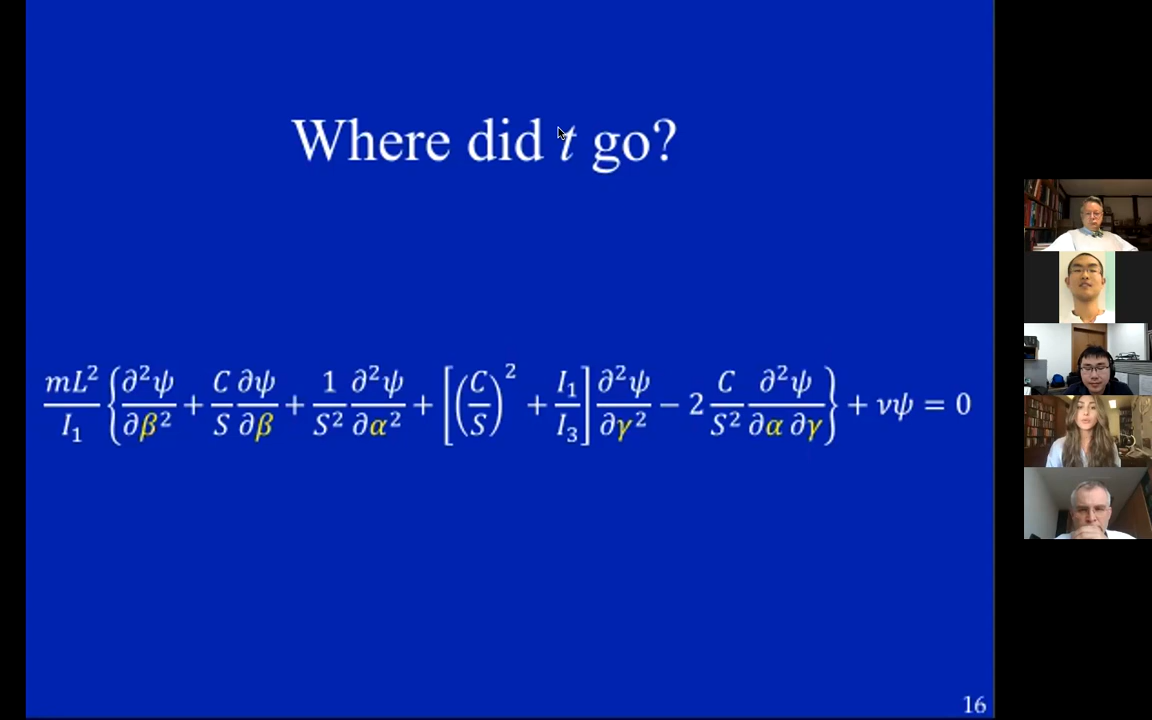 Where did t go?
mL²/I₁ {∂²ψ/∂β² + C/S ∂ψ/∂β + 1/S² ∂²ψ/∂α² + [(C/S)² + I₁/I₃] ∂²ψ/∂γ² − 2 C/S² ∂²ψ/∂α ∂γ} + νψ = 0
16